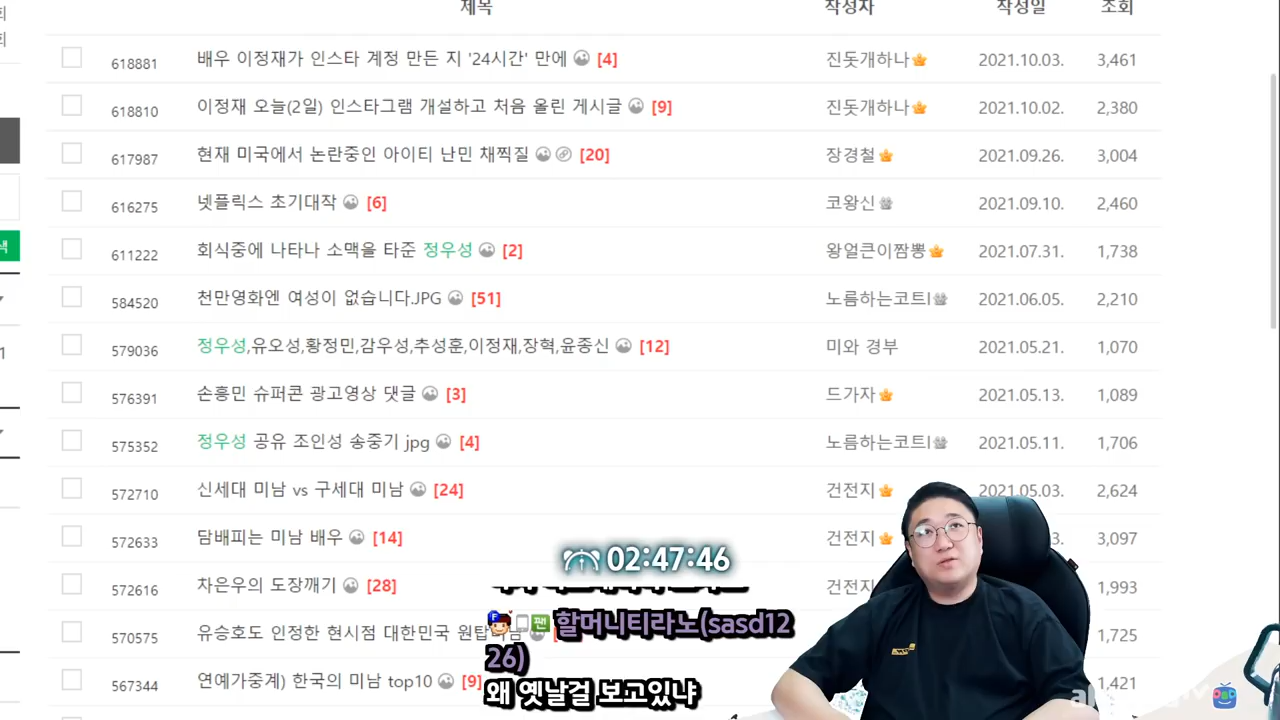 회
회
제목 작성자 작성일 조회
618881 배우 이정재가 인스타 계정 만든 지 '24시간' 만에 [4] 진돗개하나 2021.10.03. 3,461
618810 이정재 오늘(2일) 인스타그램 개설하고 처음 올린 게시글 [9] 진돗개하나 2021.10.02. 2,380
617987 현재 미국에서 논란중인 아이티 난민 채찍질 [20] 장경철 2021.09.26. 3,004
616275 넷플릭스 초기대작 [6] 코왕신 2021.09.10. 2,460
색
611222 회식중에 나타나 소맥을 타준 정우성 [2] 왕얼큰이짬뽕 2021.07.31. 1,738
584520 천만영화엔 여성이 없습니다.JPG [51] 노름하는코트l 2021.06.05. 2,210
1
579036 정우성,유오성,황정민,감우성,추성훈,이정재,장혁,윤종신 [12] 미와 경부 2021.05.21. 1,070
576391 손흥민 슈퍼콘 광고영상 댓글 [3] 드가자 2021.05.13. 1,089
575352 정우성 공유 조인성 송중기 jpg [4] 노름하는코트l 2021.05.11. 1,706
572710 신세대 미남 vs 구세대 미남 [24] 건전지 2021.05.03. 2,624
572633 담배피는 미남 배우 [14] 건전지 3. 3,097
02:47:46
572616 차은우의 도장깨기 [28] 건전지 1,993
570575 유승호도 인정한 현시점 대한민국 원탑 1,725
567344 연예가중계) 한국의 미남 top10 [9] 1,421
팬 할머니티라노(sasd12
26)
왜 옛날걸 보고있냐